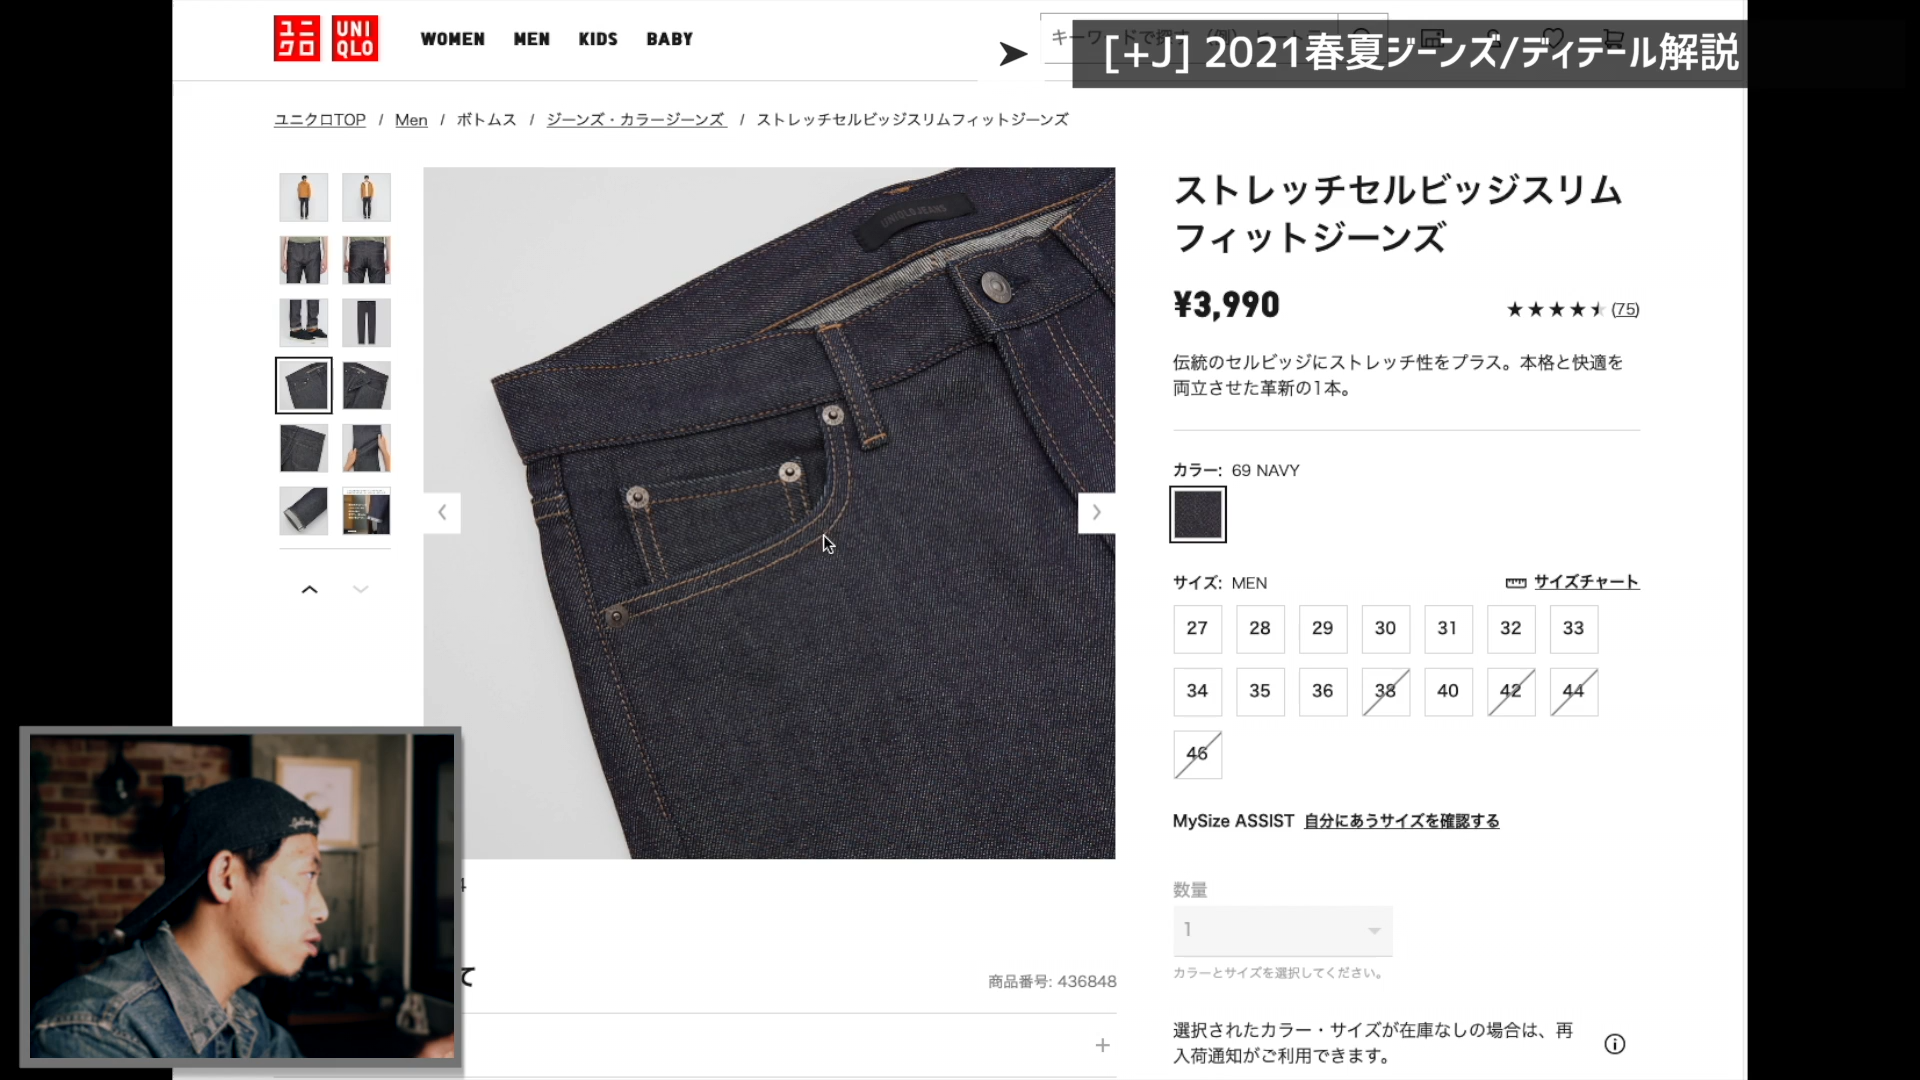 ユニクロ
UNIQLO
WOMEN MEN KIDS BABY
[+J] 2021春夏ジーンズ/ディテール解説
ユニクロTOP / Men / ボトムス / ジーンズ・カラージーンズ / ストレッチセルビッジスリムフィットジーンズ
UNIQLO JEANS
ストレッチセルビッジスリム
フィットジーンズ
¥3,990
(75)
伝統のセルビッジにストレッチ性をプラス。本格と快適を
両立させた革新の1本。
カラー: 69 NAVY
サイズ: MEN
サイズチャート
27 28 29 30 31 32 33
34 35 36 38 40 42 44
46
MySize ASSIST 自分にあうサイズを確認する
数量
1
カラーとサイズを選択してください。
て
商品番号: 436848
選択されたカラー・サイズが在庫なしの場合は、再
入荷通知がご利用できます。